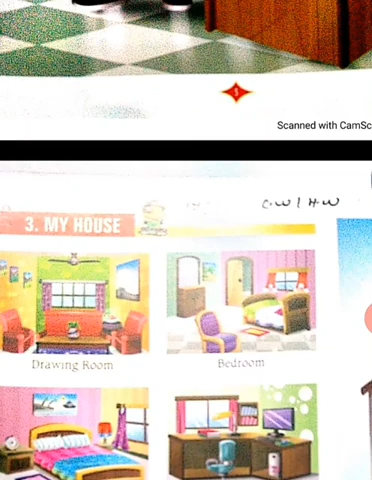 5
Scanned with CamSc
C.W / H.W
3. MY HOUSE
Drawing Room
Bedroom